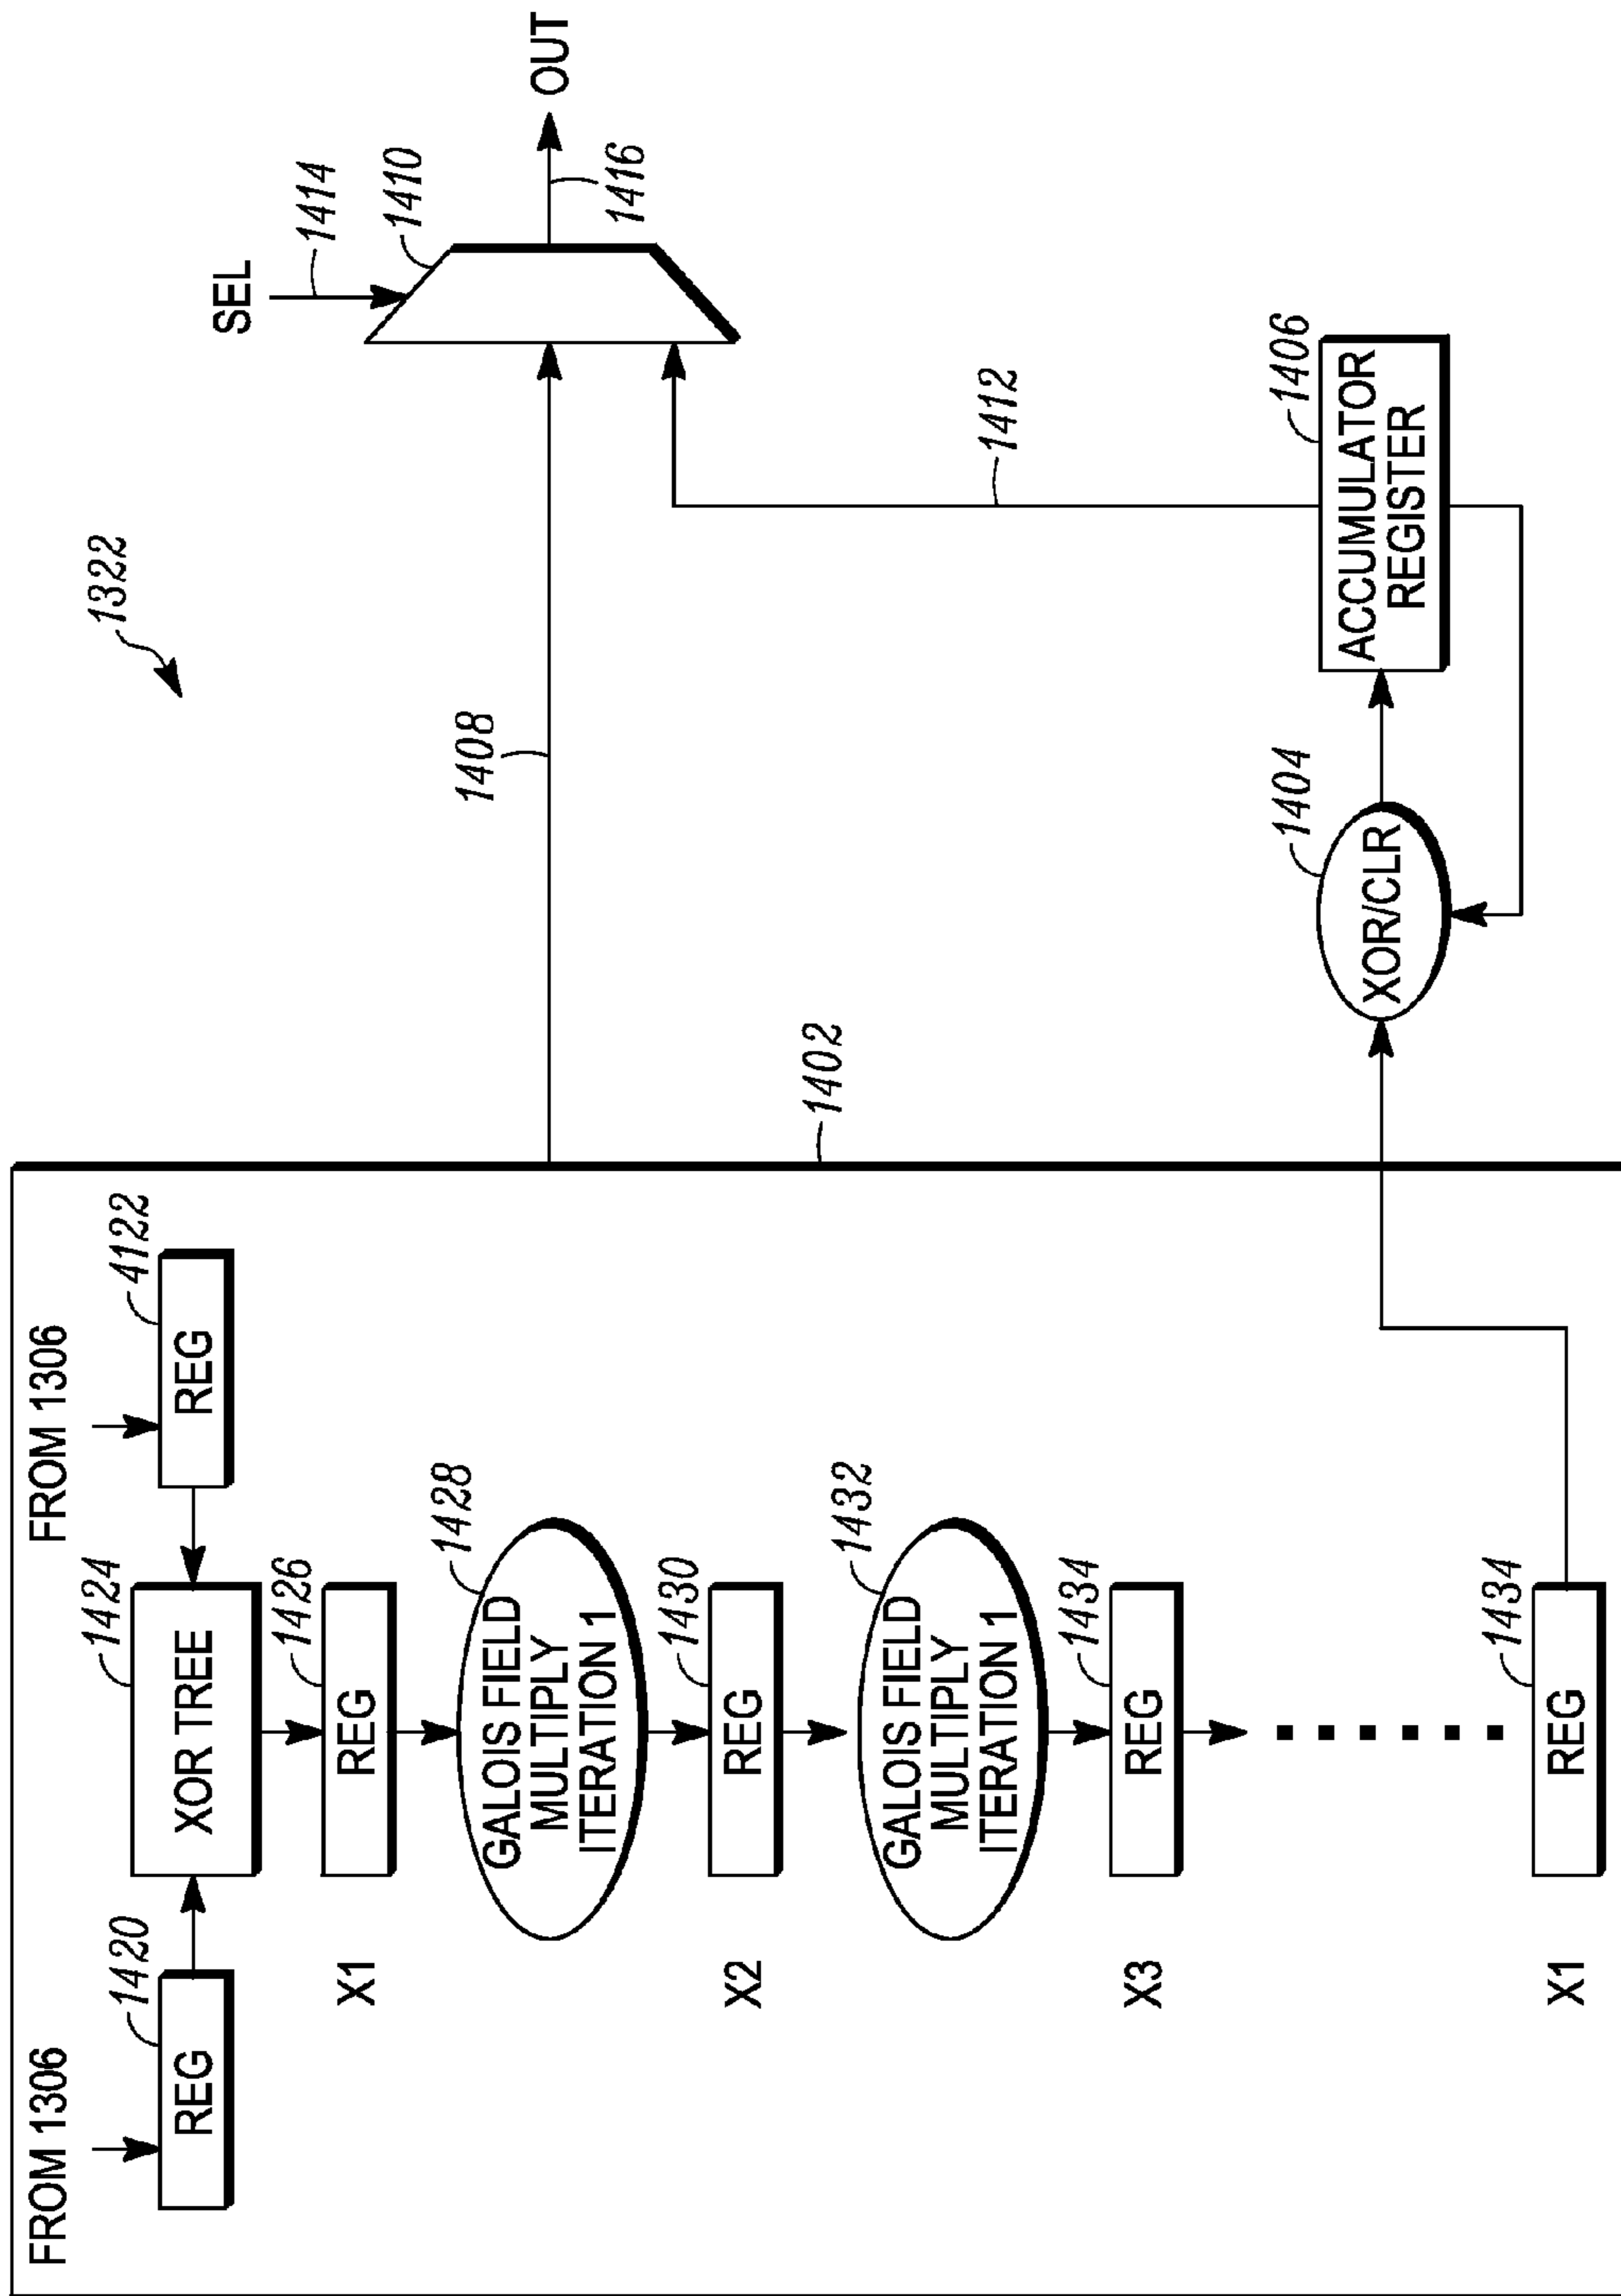 1322
FROM 1306
FROM 1306
1420
REG
1424
XOR TREE
4122
REG
1426
X1
REG
1428
GALOIS FIELD
MULTIPLY
ITERATION 1
1430
X2
REG
1432
GALOIS FIELD
MULTIPLY
ITERATION 1
1434
X3
REG
1434
X1
REG
1402
1408
SEL
1414
1410
OUT
1416
1412
1404
XOR/CLR
1406
ACCUMULATOR
REGISTER